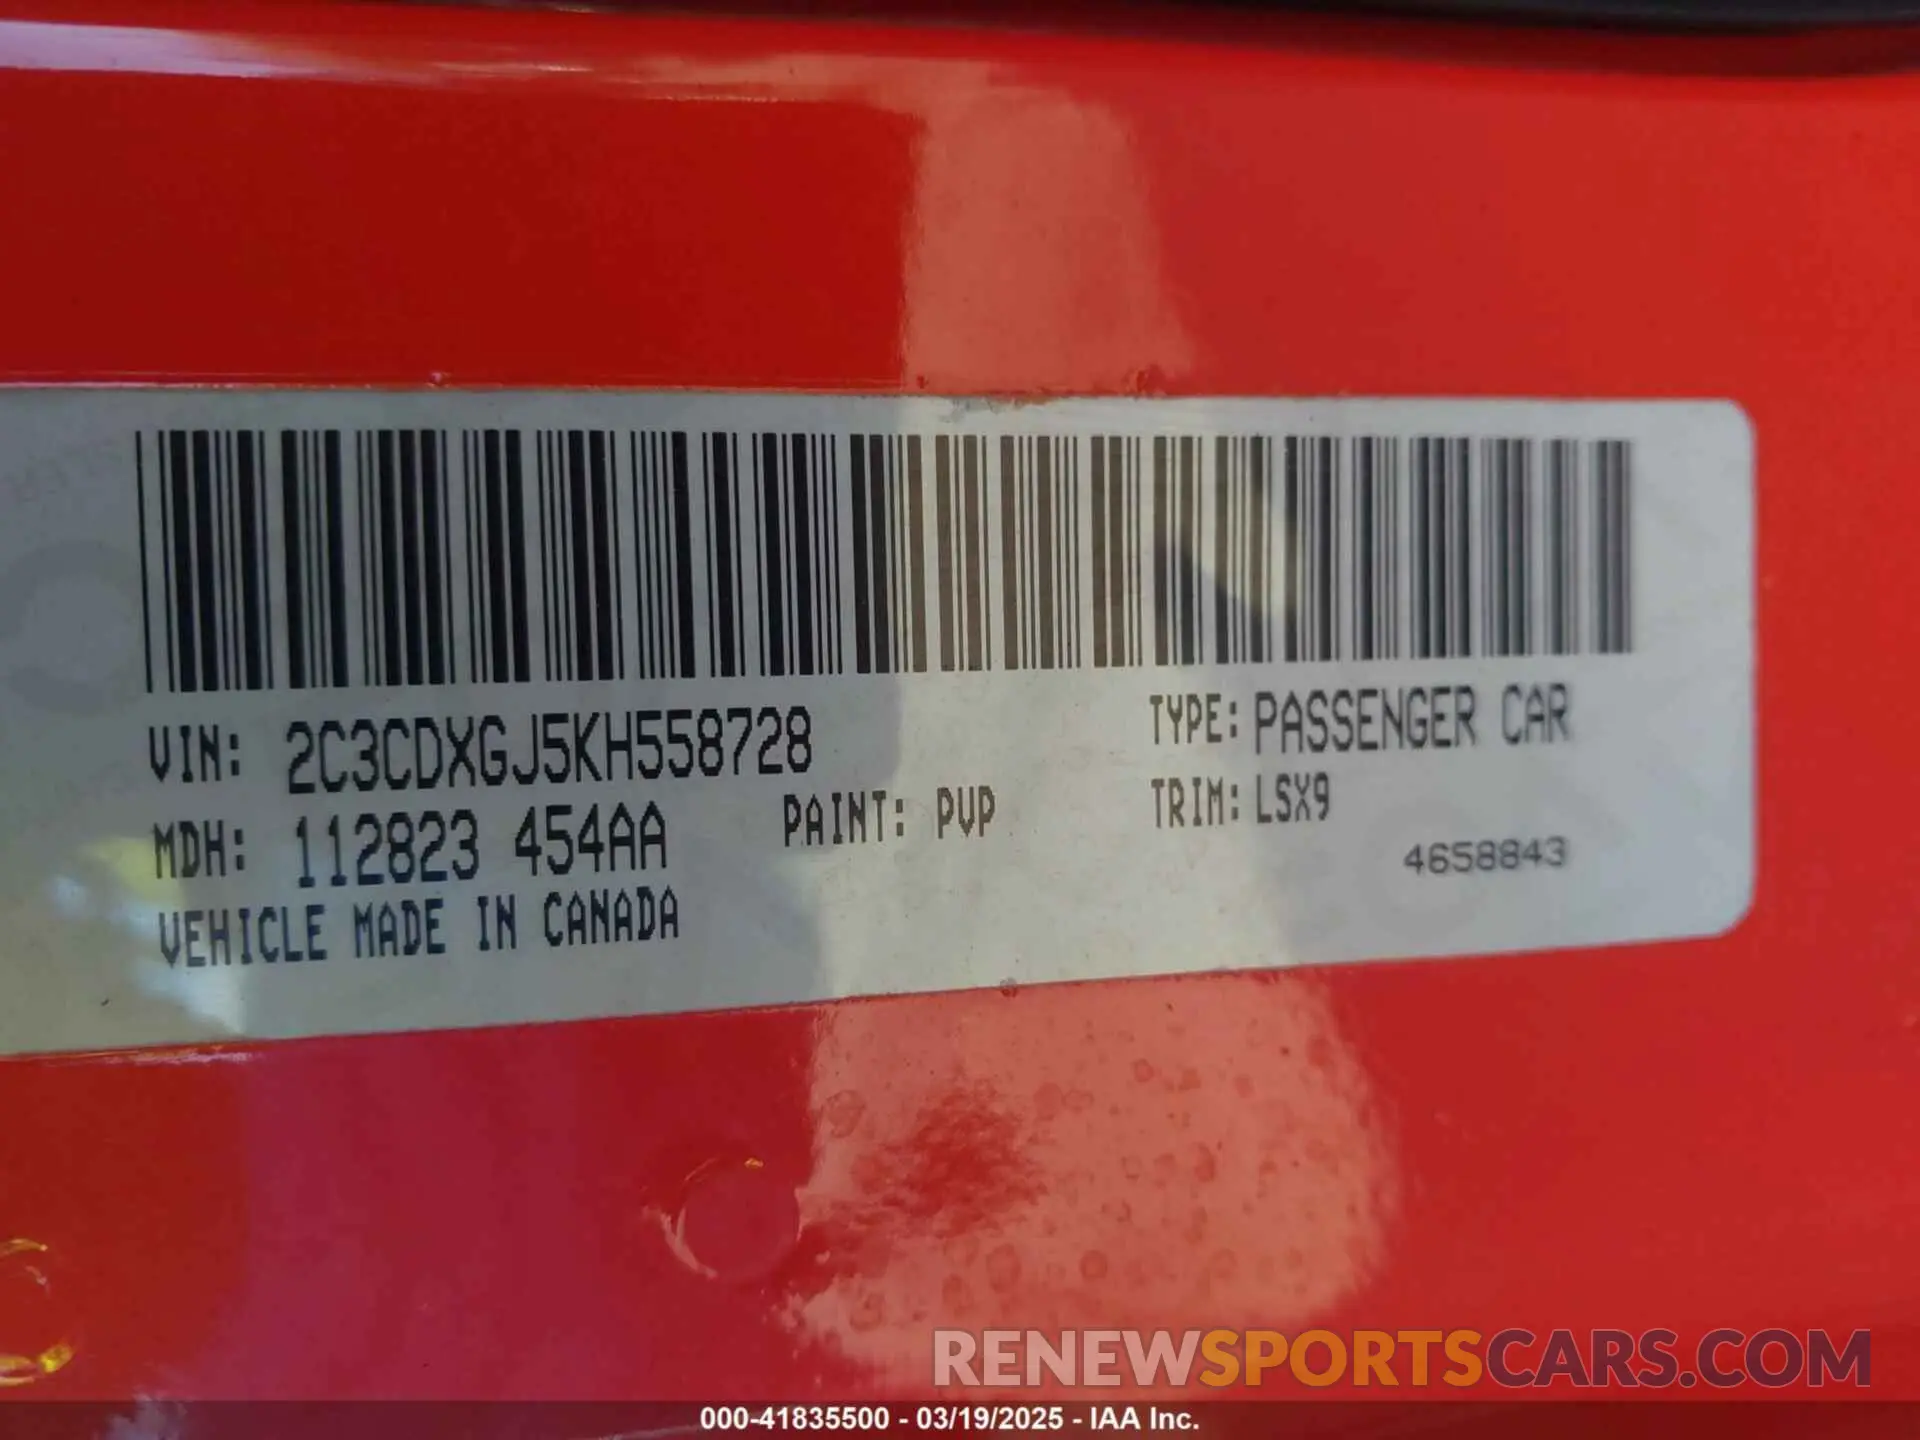 VIN: 2C3CDXGJ5KH558728 TYPE: PASSENGER CAR
MDH: 112823 454AA PAINT: PVP TRIM: LSX9
4658843
VEHICLE MADE IN CANADA
RENEWSPORTSCARS.COM
000-41835500 - 03/19/2025 - IAA Inc.